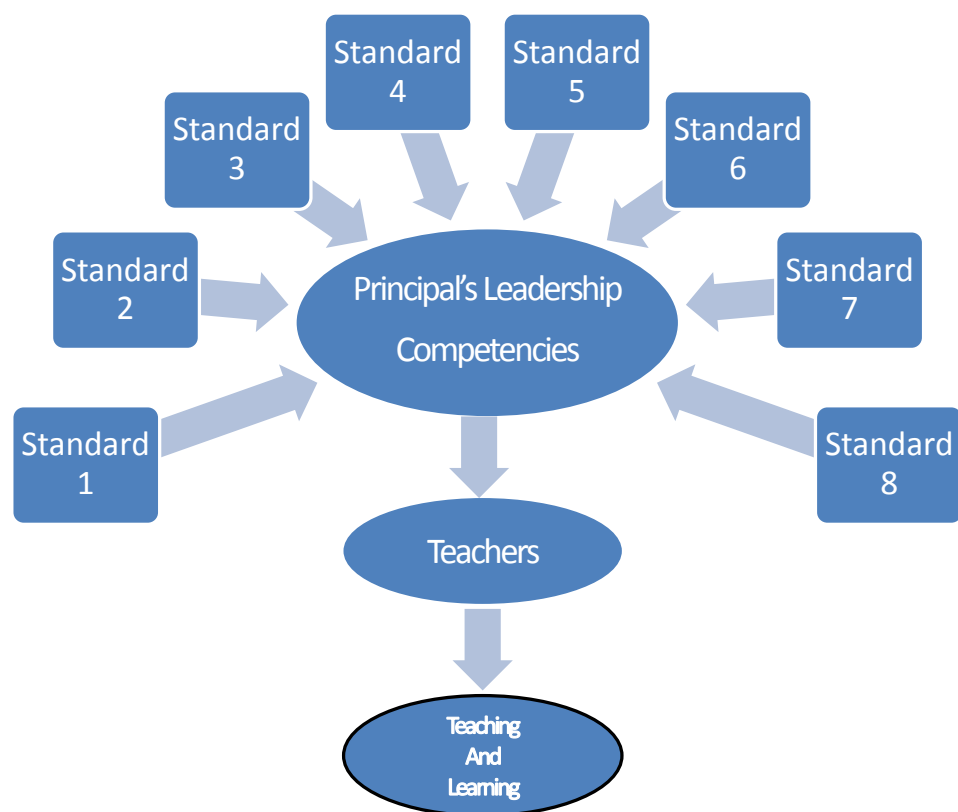 Standard
1
Standard
2
Standard
3
Standard
4
Standard
5
Standard
6
Standard
7
Standard
8
Principal’s Leadership
Competencies
Teachers
Teaching
And
Learning